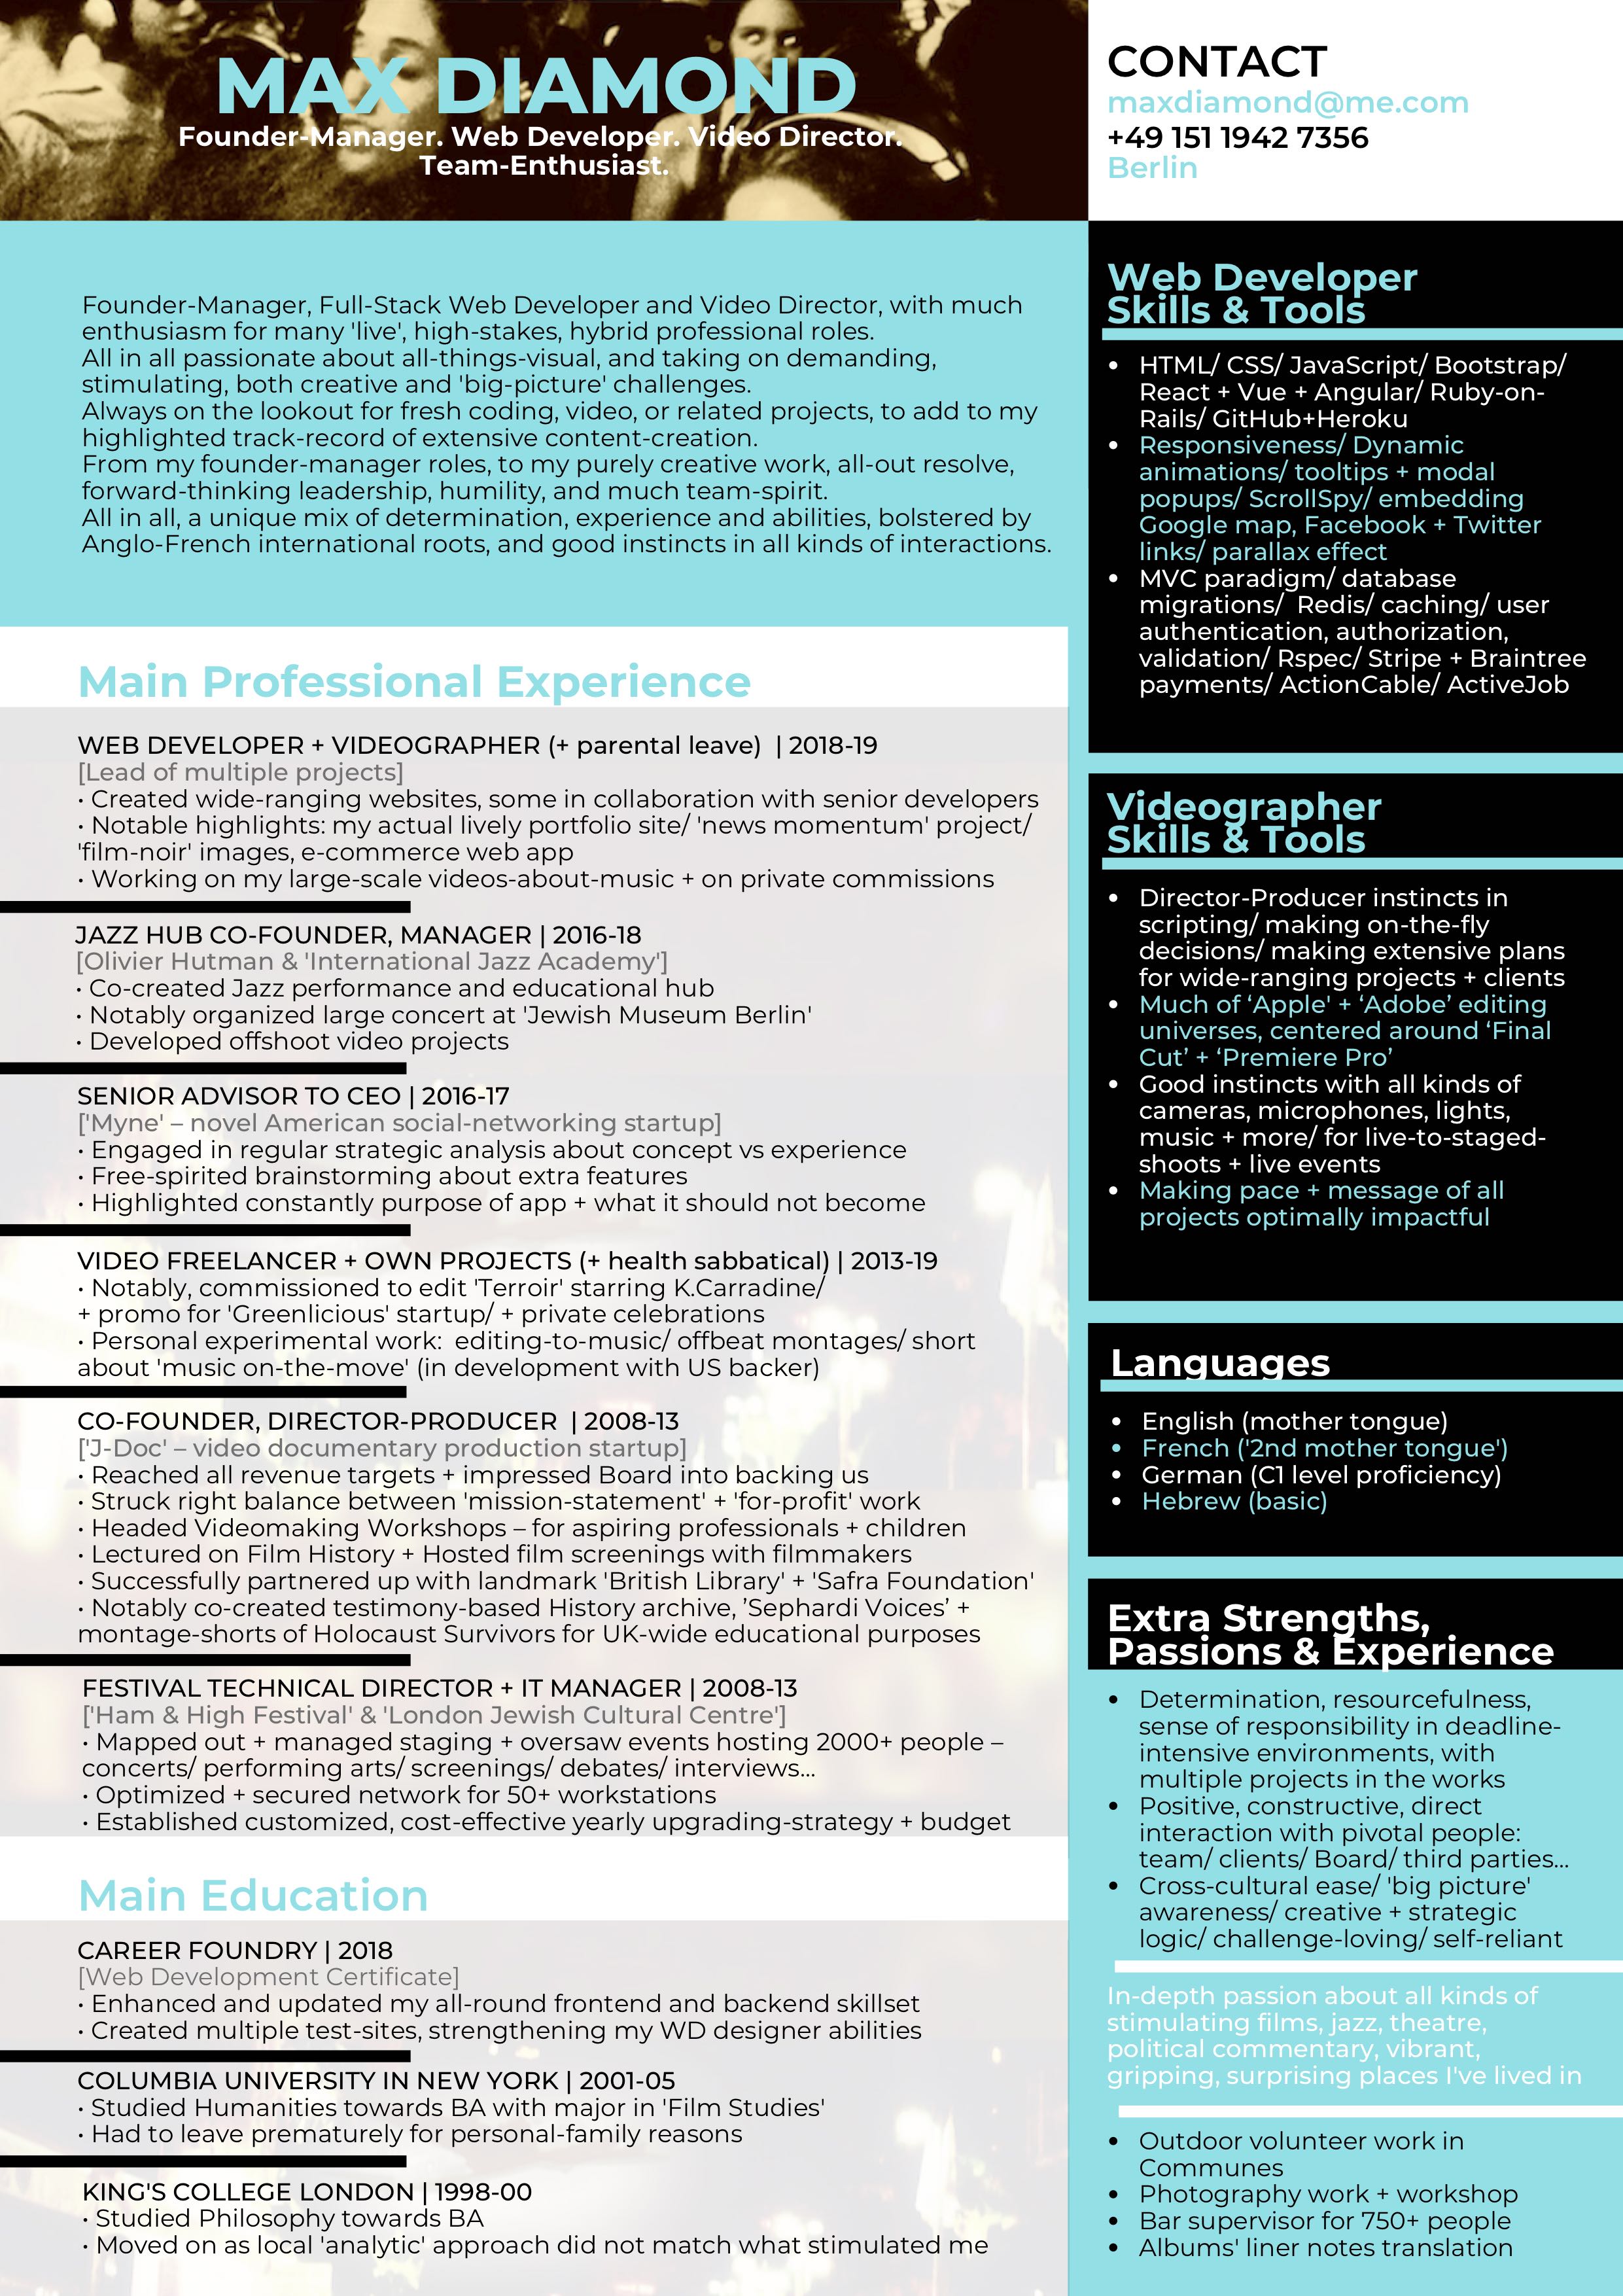 MAX DIAMOND
Founder-Manager. Web Developer. Video Director.
Team-Enthusiast.
CONTACT
maxdiamond@me.com
+49 151 1942 7356
Berlin
Founder-Manager, Full-Stack Web Developer and Video Director, with much
enthusiasm for many 'live', high-stakes, hybrid professional roles.
All in all passionate about all-things-visual, and taking on demanding,
stimulating, both creative and 'big-picture' challenges.
Always on the lookout for fresh coding, video, or related projects, to add to my
highlighted track-record of extensive content-creation.
From my founder-manager roles, to my purely creative work, all-out resolve,
forward-thinking leadership, humility, and much team-spirit.
All in all, a unique mix of determination, experience and abilities, bolstered by
Anglo-French international roots, and good instincts in all kinds of interactions.
Main Professional Experience
WEB DEVELOPER + VIDEOGRAPHER (+ parental leave) | 2018-19
[Lead of multiple projects]
· Created wide-ranging websites, some in collaboration with senior developers
· Notable highlights: my actual lively portfolio site/ 'news momentum' project/
'film-noir' images, e-commerce web app
· Working on my large-scale videos-about-music + on private commissions
JAZZ HUB CO-FOUNDER, MANAGER | 2016-18
[Olivier Hutman & 'International Jazz Academy']
· Co-created Jazz performance and educational hub
· Notably organized large concert at 'Jewish Museum Berlin'
· Developed offshoot video projects
SENIOR ADVISOR TO CEO | 2016-17
['Myne' – novel American social-networking startup]
· Engaged in regular strategic analysis about concept vs experience
· Free-spirited brainstorming about extra features
· Highlighted constantly purpose of app + what it should not become
VIDEO FREELANCER + OWN PROJECTS (+ health sabbatical) | 2013-19
· Notably, commissioned to edit 'Terroir' starring K.Carradine/
+ promo for 'Greenlicious' startup/ + private celebrations
· Personal experimental work: editing-to-music/ offbeat montages/ short
about 'music on-the-move' (in development with US backer)
CO-FOUNDER, DIRECTOR-PRODUCER | 2008-13
['J-Doc' – video documentary production startup]
· Reached all revenue targets + impressed Board into backing us
· Struck right balance between 'mission-statement' + 'for-profit' work
· Headed Videomaking Workshops – for aspiring professionals + children
· Lectured on Film History + Hosted film screenings with filmmakers
· Successfully partnered up with landmark 'British Library' + 'Safra Foundation'
· Notably co-created testimony-based History archive, ’Sephardi Voices’ +
montage-shorts of Holocaust Survivors for UK-wide educational purposes
FESTIVAL TECHNICAL DIRECTOR + IT MANAGER | 2008-13
['Ham & High Festival' & 'London Jewish Cultural Centre']
· Mapped out + managed staging + oversaw events hosting 2000+ people –
concerts/ performing arts/ screenings/ debates/ interviews...
· Optimized + secured network for 50+ workstations
· Established customized, cost-effective yearly upgrading-strategy + budget
Main Education
CAREER FOUNDRY | 2018
[Web Development Certificate]
· Enhanced and updated my all-round frontend and backend skillset
· Created multiple test-sites, strengthening my WD designer abilities
COLUMBIA UNIVERSITY IN NEW YORK | 2001-05
· Studied Humanities towards BA with major in 'Film Studies'
· Had to leave prematurely for personal-family reasons
KING'S COLLEGE LONDON | 1998-00
· Studied Philosophy towards BA
· Moved on as local 'analytic' approach did not match what stimulated me
Web Developer
Skills & Tools
• HTML/ CSS/ JavaScript/ Bootstrap/
React + Vue + Angular/ Ruby-on-
Rails/ GitHub+Heroku
• Responsiveness/ Dynamic
animations/ tooltips + modal
popups/ ScrollSpy/ embedding
Google map, Facebook + Twitter
links/ parallax effect
• MVC paradigm/ database
migrations/ Redis/ caching/ user
authentication, authorization,
validation/ Rspec/ Stripe + Braintree
payments/ ActionCable/ ActiveJob
Videographer
Skills & Tools
• Director-Producer instincts in
scripting/ making on-the-fly
decisions/ making extensive plans
for wide-ranging projects + clients
• Much of ‘Apple' + ‘Adobe’ editing
universes, centered around ‘Final
Cut’ + ‘Premiere Pro’
• Good instincts with all kinds of
cameras, microphones, lights,
music + more/ for live-to-staged-
shoots + live events
• Making pace + message of all
projects optimally impactful
Languages
• English (mother tongue)
• French ('2nd mother tongue')
• German (C1 level proficiency)
• Hebrew (basic)
Extra Strengths,
Passions & Experience
• Determination, resourcefulness,
sense of responsibility in deadline-
intensive environments, with
multiple projects in the works
• Positive, constructive, direct
interaction with pivotal people:
team/ clients/ Board/ third parties...
• Cross-cultural ease/ 'big picture'
awareness/ creative + strategic
logic/ challenge-loving/ self-reliant
In-depth passion about all kinds of
stimulating films, jazz, theatre,
political commentary, vibrant,
gripping, surprising places I've lived in
• Outdoor volunteer work in
Communes
• Photography work + workshop
• Bar supervisor for 750+ people
• Albums' liner notes translation